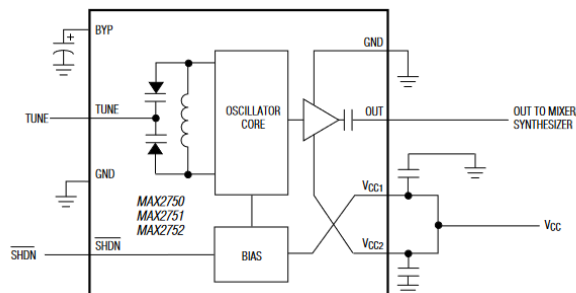 BYP
GND
TUNE
TUNE
OSCILLATOR
CORE
OUT
OUT TO MIXER
SYNTHESIZER
GND
MAX2750
MAX2751
MAX2752
VCC1
VCC
SHDN
SHDN
BIAS
VCC2